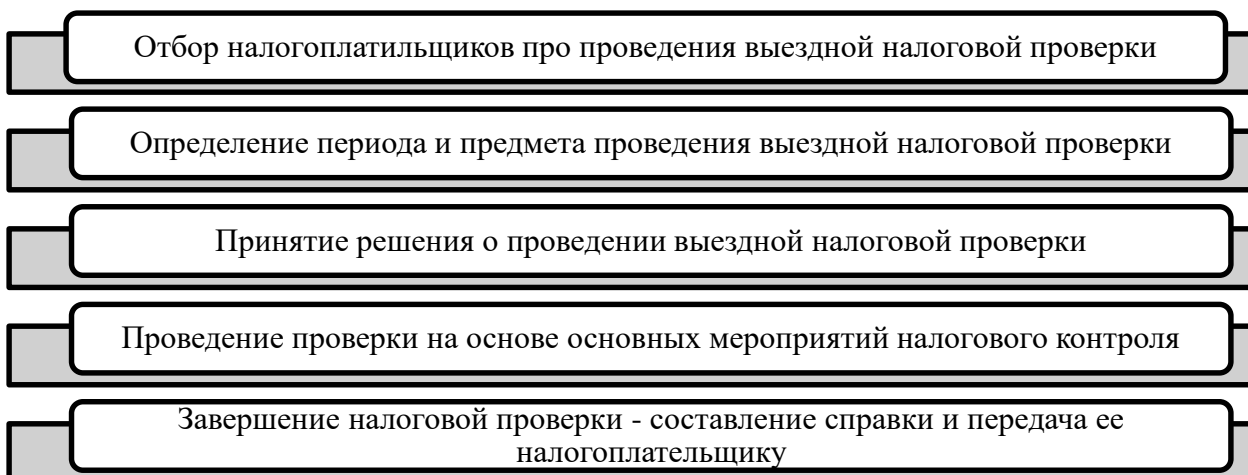 Отбор налогоплатильщиков про проведения выездной налоговой проверки
Определение периода и предмета проведения выездной налоговой проверки
Принятие решения о проведении выездной налоговой проверки
Проведение проверки на основе основных мероприятий налогового контроля
Завершение налоговой проверки - составление справки и передача ее
налогоплательщику